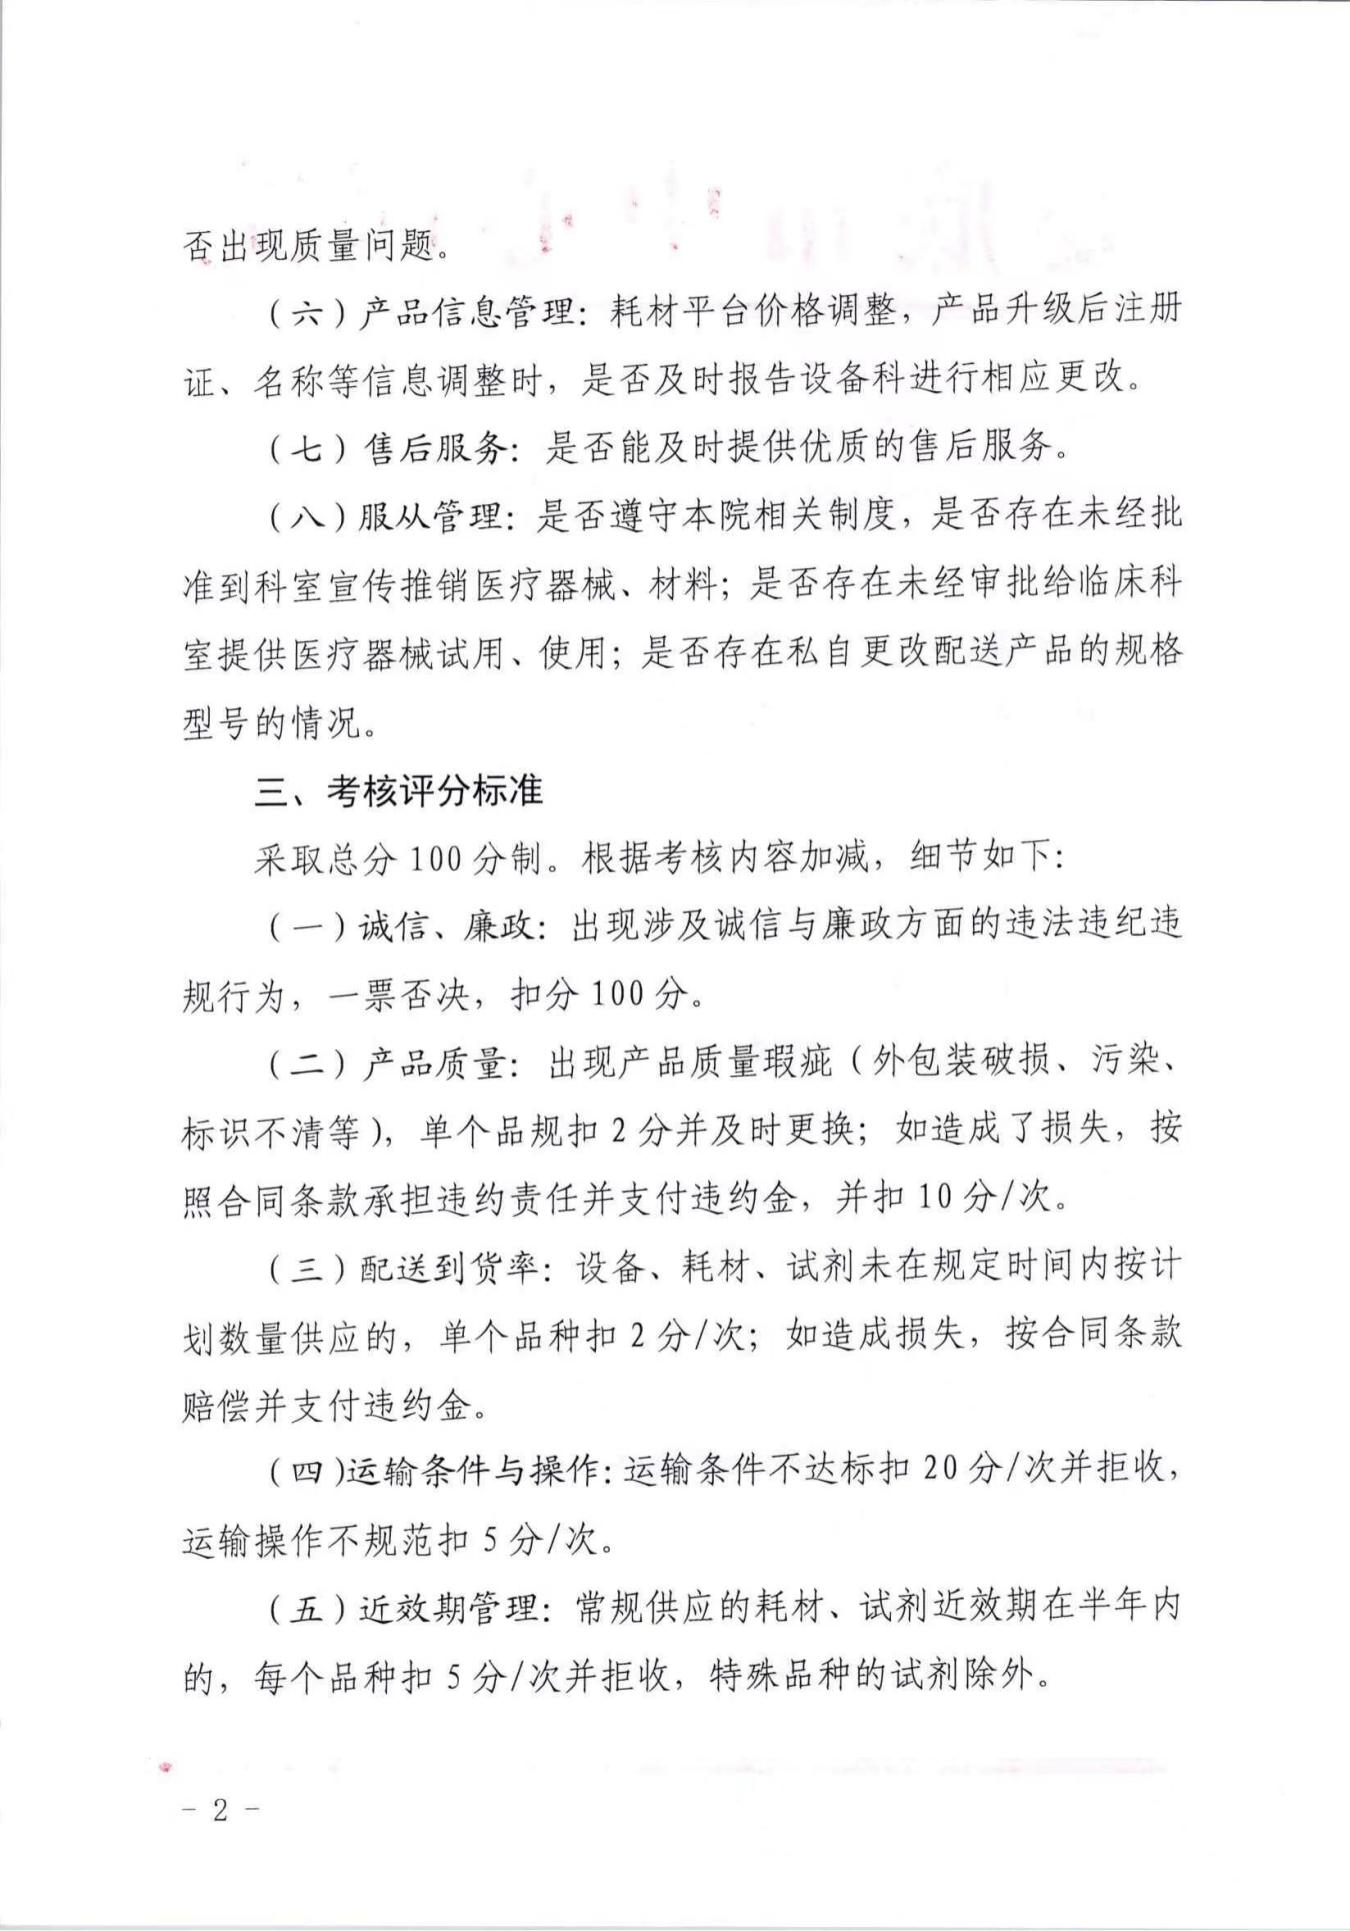 否出现质量问题。
（六）产品信息管理：耗材平台价格调整，产品升级后注册
证、名称等信息调整时，是否及时报告设备科进行相应更改。
（七）售后服务：是否能及时提供优质的售后服务。
（八）服从管理：是否遵守本院相关制度，是否存在未经批
准到科室宣传推销医疗器械、材料；是否存在未经审批给临床科
室提供医疗器械试用、使用；是否存在私自更改配送产品的规格
型号的情况。
三、考核评分标准
采取总分 100 分制。根据考核内容加减，细节如下：
（一）诚信、廉政：出现涉及诚信与廉政方面的违法违纪违
规行为，一票否决，扣分 100 分。
（二）产品质量：出现产品质量瑕疵（外包装破损、污染、
标识不清等），单个品规扣 2 分并及时更换；如造成了损失，按
照合同条款承担违约责任并支付违约金，并扣 10 分/次。
（三）配送到货率：设备、耗材、试剂未在规定时间内按计
划数量供应的，单个品种扣 2 分/次；如造成损失，按合同条款
赔偿并支付违约金。
（四）运输条件与操作：运输条件不达标扣 20 分/次并拒收，
运输操作不规范扣 5 分/次。
（五）近效期管理：常规供应的耗材、试剂近效期在半年内
的，每个品种扣 5 分/次并拒收，特殊品种的试剂除外。
- 2 -